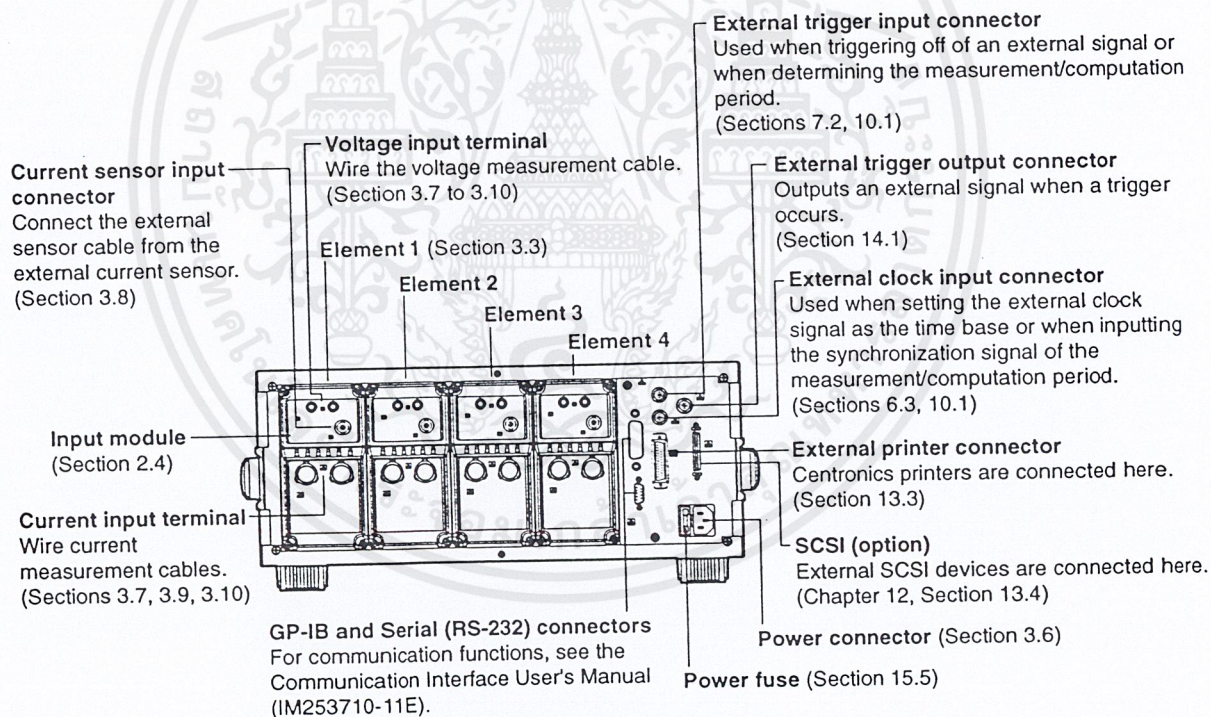 External trigger input connector
Used when triggering off of an external signal or
when determining the measurement/computation
period.
(Sections 7.2, 10.1)
Voltage input terminal
Wire the voltage measurement cable.
(Section 3.7 to 3.10)
Current sensor input
connector
Connect the external
sensor cable from the
external current sensor.
(Section 3.8)
External trigger output connector
Outputs an external signal when a trigger
occurs.
(Section 14.1)
Element 1 (Section 3.3)
Element 2
Element 3
Element 4
External clock input connector
Used when setting the external clock
signal as the time base or when inputting
the synchronization signal of the
measurement/computation period.
(Sections 6.3, 10.1)
Input module
(Section 2.4)
External printer connector
Centronics printers are connected here.
(Section 13.3)
Current input terminal
Wire current
measurement cables.
(Sections 3.7, 3.9, 3.10)
SCSI (option)
External SCSI devices are connected here.
(Chapter 12, Section 13.4)
GP-IB and Serial (RS-232) connectors
For communication functions, see the
Communication Interface User's Manual
(IM253710-11E).
Power connector (Section 3.6)
Power fuse (Section 15.5)